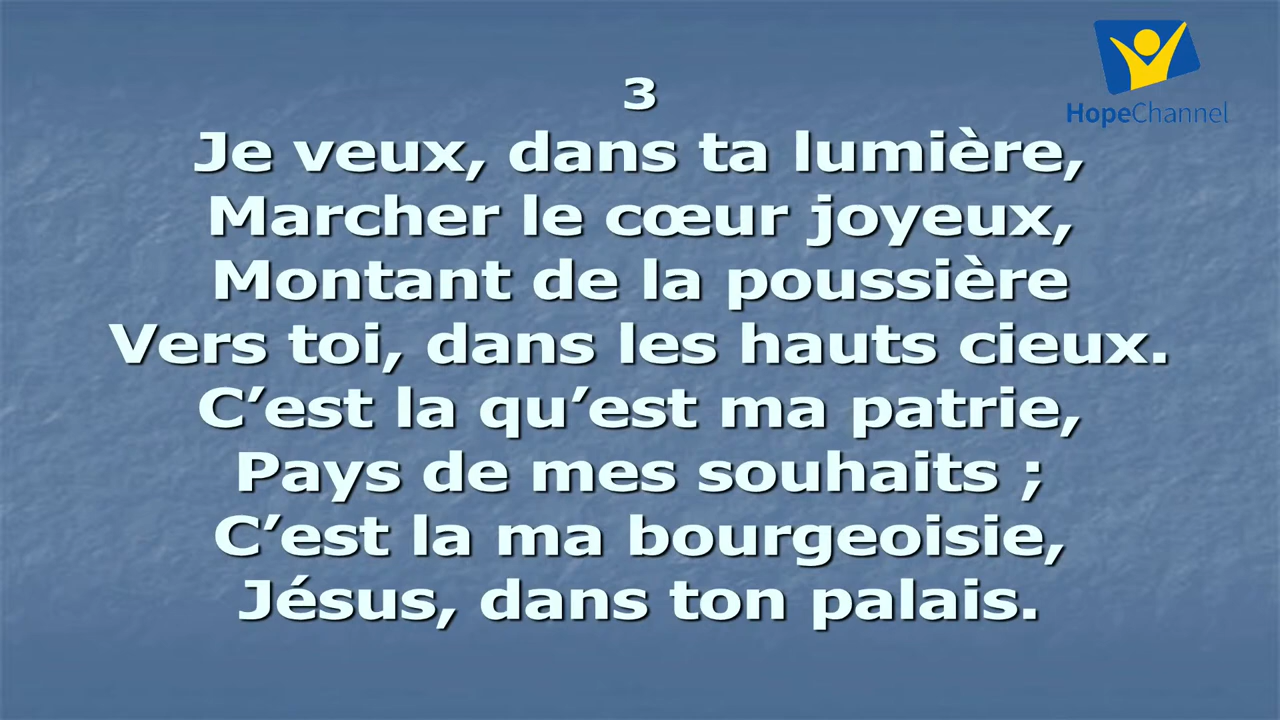 HopeChannel
3
Je veux, dans ta lumière,
Marcher le cœur joyeux,
Montant de la poussière
Vers toi, dans les hauts cieux.
C’est la qu’est ma patrie,
Pays de mes souhaits ;
C’est la ma bourgeoisie,
Jésus, dans ton palais.